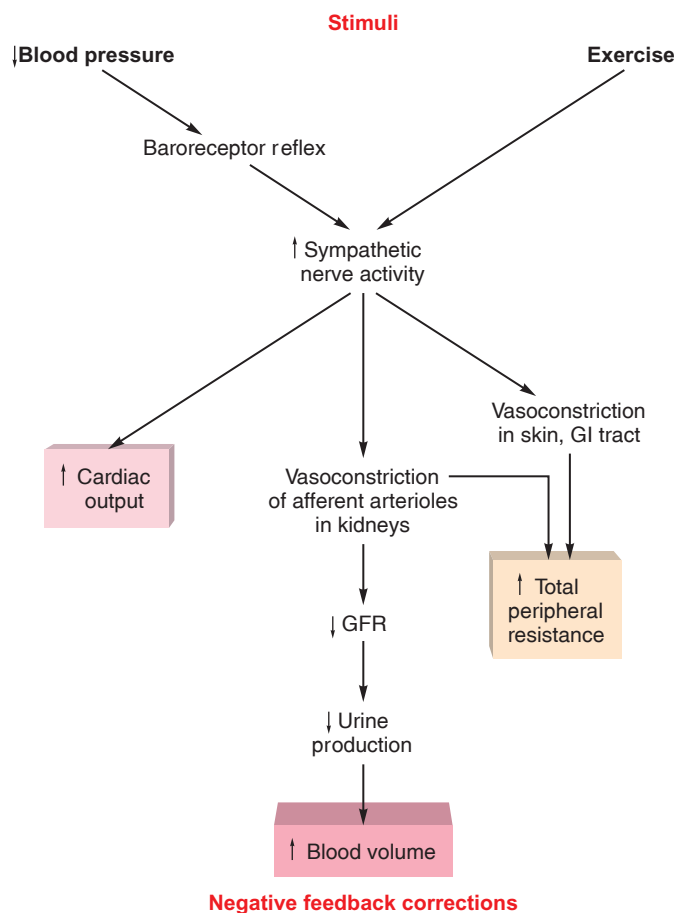 Stimuli
↓Blood pressure
Exercise
Baroreceptor reflex
↑ Sympathetic
nerve activity
Vasoconstriction
in skin, GI tract
↑ Cardiac
output
Vasoconstriction
of afferent arterioles
in kidneys
↑ Total
peripheral
resistance
↓ GFR
↓ Urine
production
↑ Blood volume
Negative feedback corrections